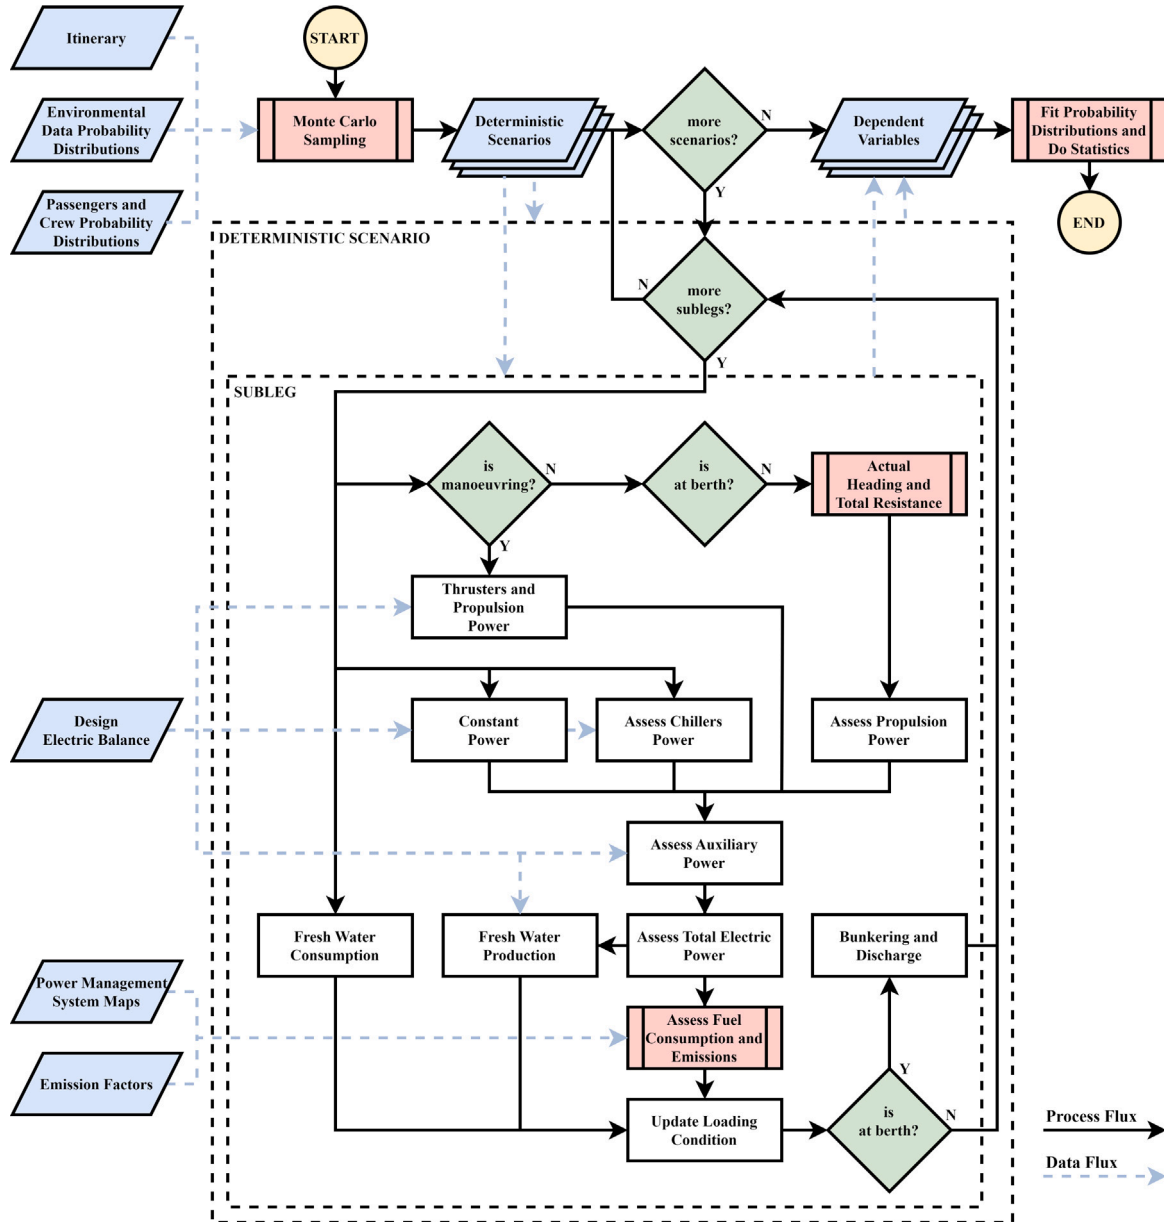 Itinerary
START
Environmental
Data Probability
Distributions
Monte Carlo
Sampling
Deterministic
Scenarios
more
scenarios?
N
Y
Dependent
Variables
Fit Probability
Distributions and
Do Statistics
Passengers and
Crew Probability
Distributions
END
DETERMINISTIC SCENARIO
more
sublegs?
N
Y
SUBLEG
is
manoeuvring?
N
Y
is
at berth?
N
Actual
Heading and
Total Resistance
Thrusters and
Propulsion
Power
Design
Electric Balance
Constant
Power
Assess Chillers
Power
Assess Propulsion
Power
Assess Auxiliary
Power
Fresh Water
Consumption
Fresh Water
Production
Assess Total Electric
Power
Bunkering and
Discharge
Power Management
System Maps
Assess Fuel
Consumption and
Emissions
Emission Factors
Update Loading
Condition
is
at berth?
Y
N
Process Flux
Data Flux